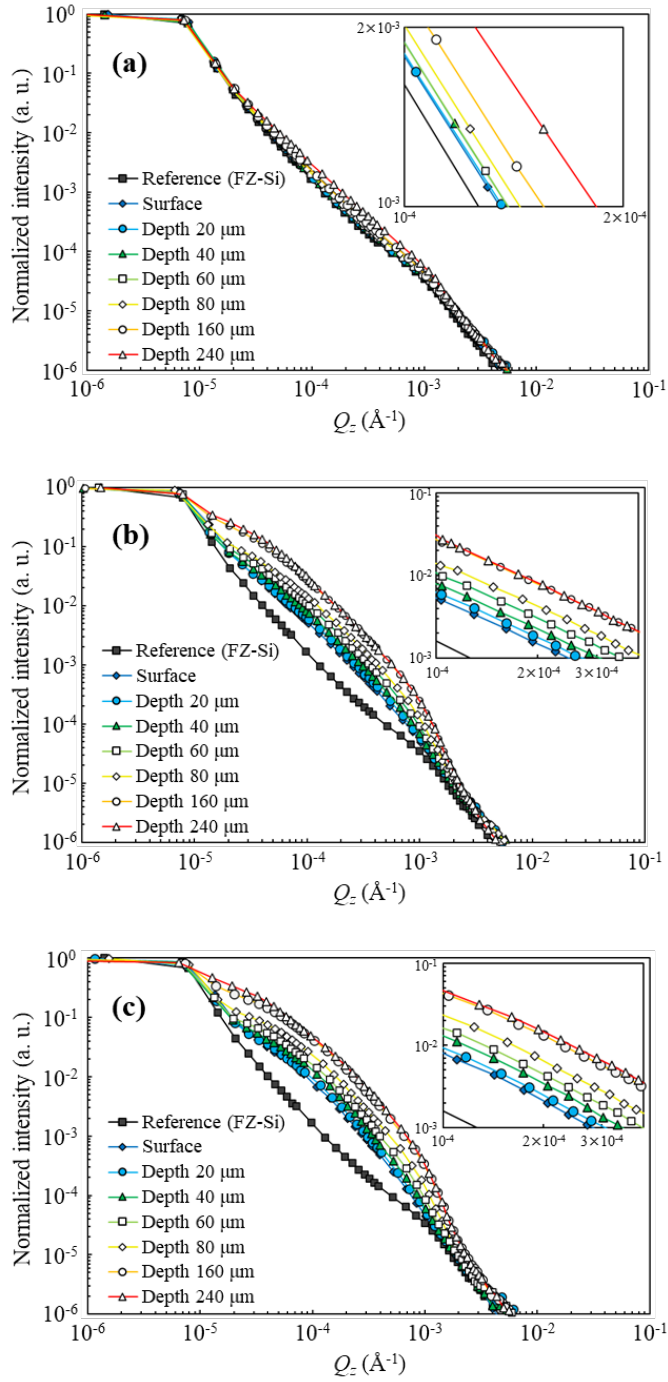 (a)
Normalized intensity (a. u.)
10⁰
10⁻¹
10⁻²
10⁻³
10⁻⁴
10⁻⁵
10⁻⁶
2×10⁻³
10⁻³
10⁻⁴
2×10⁻⁴
Reference (FZ-Si)
Surface
Depth 20 μm
Depth 40 μm
Depth 60 μm
Depth 80 μm
Depth 160 μm
Depth 240 μm
10⁻⁶
10⁻⁵
10⁻⁴
10⁻³
10⁻²
10⁻¹
Qz (Å⁻¹)
(b)
Normalized intensity (a. u.)
10⁰
10⁻¹
10⁻²
10⁻³
10⁻⁴
10⁻⁵
10⁻⁶
10⁻¹
10⁻²
10⁻³
10⁻⁴
2×10⁻⁴
3×10⁻⁴
Reference (FZ-Si)
Surface
Depth 20 μm
Depth 40 μm
Depth 60 μm
Depth 80 μm
Depth 160 μm
Depth 240 μm
10⁻⁶
10⁻⁵
10⁻⁴
10⁻³
10⁻²
10⁻¹
Qz (Å⁻¹)
(c)
Normalized intensity (a. u.)
10⁰
10⁻¹
10⁻²
10⁻³
10⁻⁴
10⁻⁵
10⁻⁶
10⁻¹
10⁻²
10⁻³
10⁻⁴
2×10⁻⁴
3×10⁻⁴
Reference (FZ-Si)
Surface
Depth 20 μm
Depth 40 μm
Depth 60 μm
Depth 80 μm
Depth 160 μm
Depth 240 μm
10⁻⁶
10⁻⁵
10⁻⁴
10⁻³
10⁻²
10⁻¹
Qz (Å⁻¹)